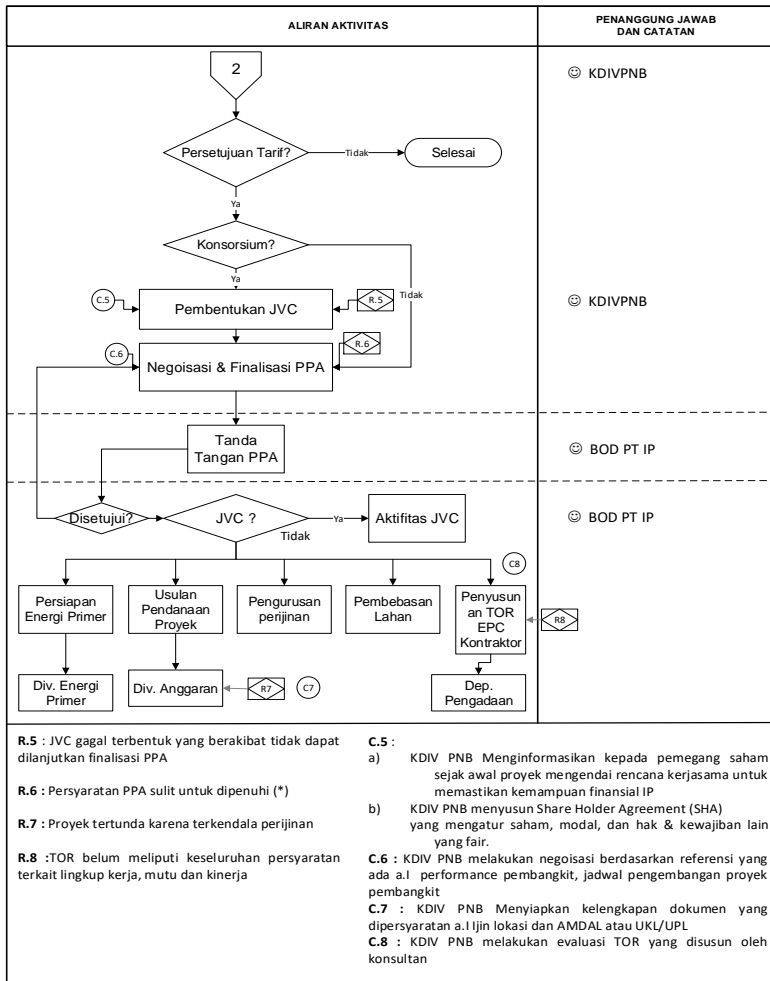 ALIRAN AKTIVITAS
PENANGGUNG JAWAB
DAN CATATAN
2
☺ KDIVPNB
Persetujuan Tarif?
Tidak
Selesai
Ya
Konsorsium?
Ya
Tidak
C.5
Pembentukan JVC
R.5
☺ KDIVPNB
C.6
Negoisasi & Finalisasi PPA
R.6
Tanda
Tangan PPA
☺ BOD PT IP
Disetujui?
JVC ?
Ya
Aktifitas JVC
☺ BOD PT IP
Tidak
C8
Persiapan
Energi Primer
Usulan
Pendanaan
Proyek
Pengurusan
perijinan
Pembebasan
Lahan
Penyusun
an TOR
EPC
Kontraktor
R8
Div. Energi
Primer
Div. Anggaran
R7
C7
Dep.
Pengadaan
R.5 : JVC gagal terbentuk yang berakibat tidak dapat
dilanjutkan finalisasi PPA
R.6 : Persyaratan PPA sulit untuk dipenuhi (*)
R.7 : Proyek tertunda karena terkendala perijinan
R.8 :TOR belum meliputi keseluruhan persyaratan
terkait lingkup kerja, mutu dan kinerja
C.5 :
a) KDIV PNB Menginformasikan kepada pemegang saham
sejak awal proyek mengendai rencana kerjasama untuk
memastikan kemampuan finansial IP
b) KDIV PNB menyusun Share Holder Agreement (SHA)
yang mengatur saham, modal, dan hak & kewajiban lain
yang fair.
C.6 : KDIV PNB melakukan negoisasi berdasarkan referensi yang
ada a.l performance pembangkit, jadwal pengembangan proyek
pembangkit
C.7 : KDIV PNB Menyiapkan kelengkapan dokumen yang
dipersyaratan a.l Ijin lokasi dan AMDAL atau UKL/UPL
C.8 : KDIV PNB melakukan evaluasi TOR yang disusun oleh
konsultan